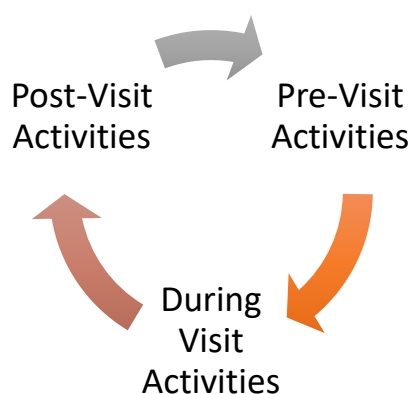 Post-Visit
Activities
Pre-Visit
Activities
During
Visit
Activities